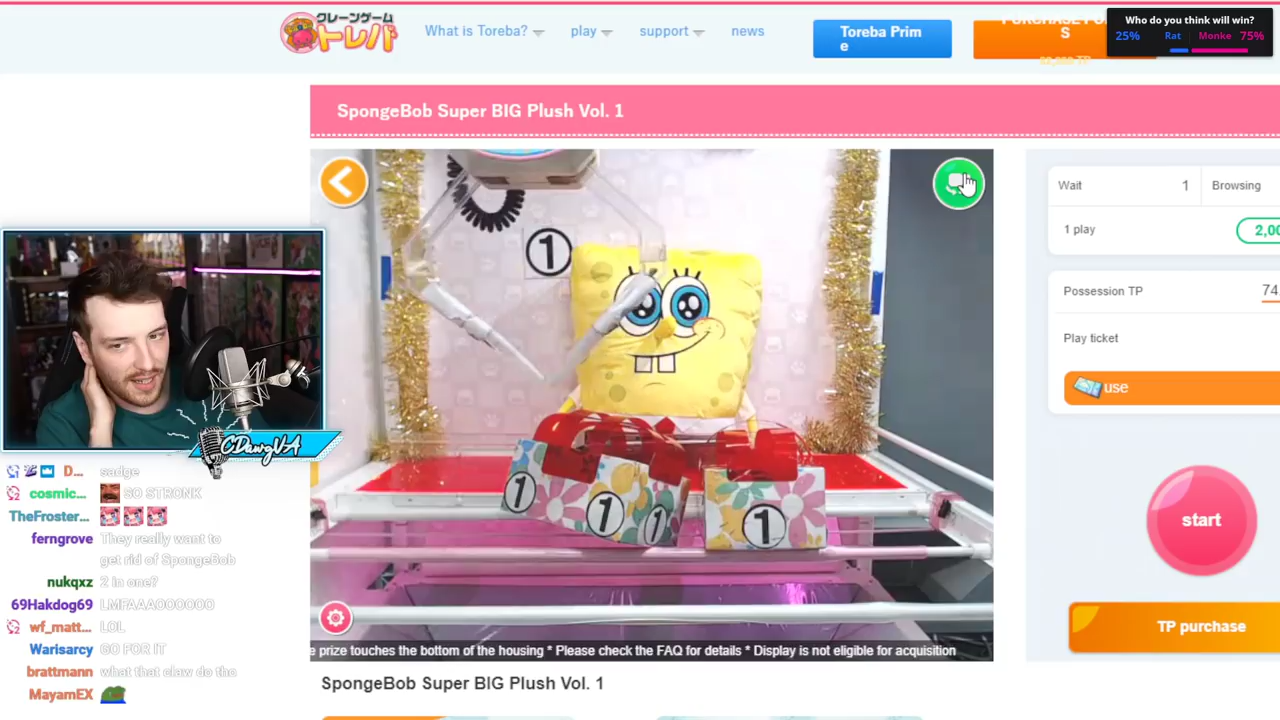 クレーンゲーム
トレバ
What is Toreba?
play
support
news
Toreba Prim
e
S
Who do you think will win?
25% Rat Monke 75%
SpongeBob Super BIG Plush Vol. 1
1
1
1
1
1
Wait 1 Browsing
1 play 2,00
Possession TP 74
Play ticket
use
start
TP purchase
CDawgVA
D... sadge
cosmic... SO STRONK
TheFroster...
ferngrove They really want to
get rid of SpongeBob
nukqxz 2 in one?
69Hakdog69 LMFAAAOOOOOO
wf_matt... LOL
Warisarcy GO FOR IT
brattmann what that claw do tho
MayamEX
e prize touches the bottom of the housing * Please check the FAQ for details * Display is not eligible for acquisition
SpongeBob Super BIG Plush Vol. 1